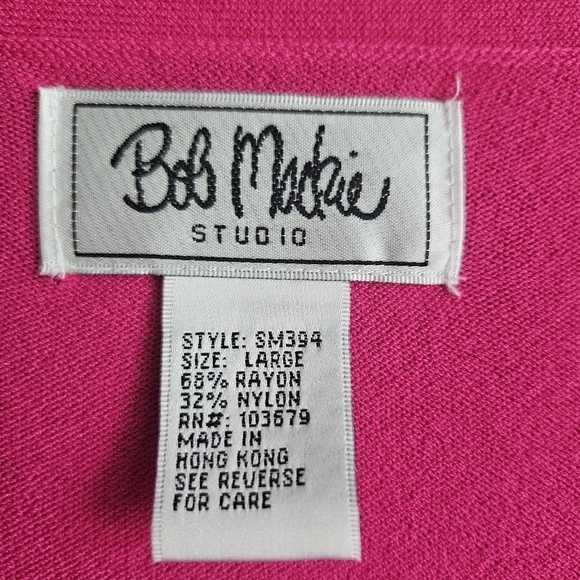 Bob Mackie
STUDIO
STYLE: SM394
SIZE: LARGE
68% RAYON
32% NYLON
RN#: 103579
MADE IN
HONG KONG
SEE REVERSE
FOR CARE